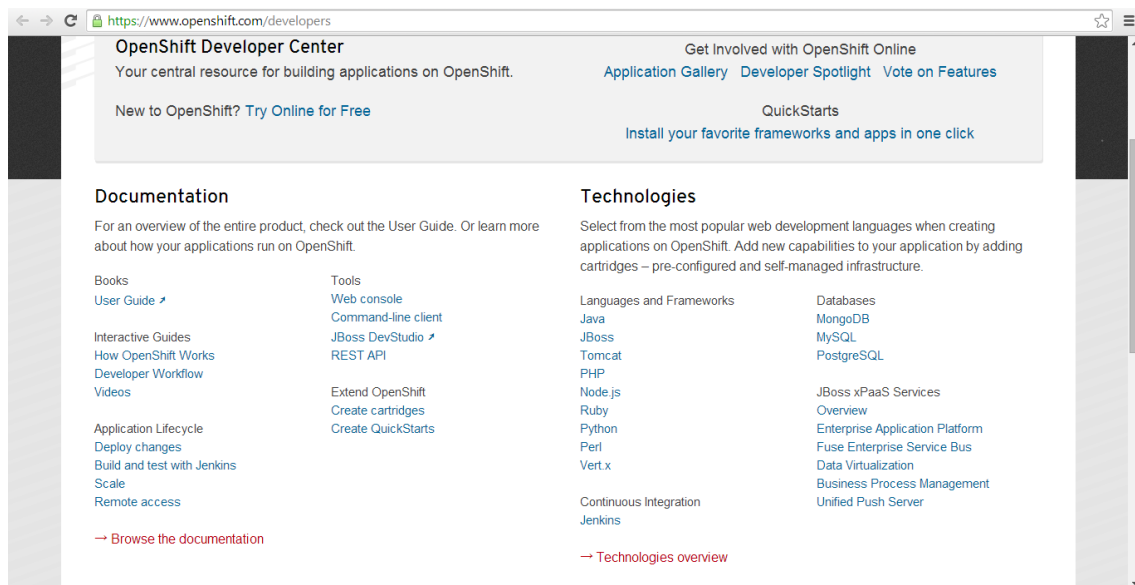 https://www.openshift.com/developers
OpenShift Developer Center
Your central resource for building applications on OpenShift.
New to OpenShift? Try Online for Free
Get Involved with OpenShift Online
Application Gallery Developer Spotlight Vote on Features
QuickStarts
Install your favorite frameworks and apps in one click
Documentation
For an overview of the entire product, check out the User Guide. Or learn more
about how your applications run on OpenShift.
Books
User Guide
Interactive Guides
How OpenShift Works
Developer Workflow
Videos
Application Lifecycle
Deploy changes
Build and test with Jenkins
Scale
Remote access
Tools
Web console
Command-line client
JBoss DevStudio
REST API
Extend OpenShift
Create cartridges
Create QuickStarts
→ Browse the documentation
Technologies
Select from the most popular web development languages when creating
applications on OpenShift. Add new capabilities to your application by adding
cartridges – pre-configured and self-managed infrastructure.
Languages and Frameworks
Java
JBoss
Tomcat
PHP
Node.js
Ruby
Python
Perl
Vert.x
Continuous Integration
Jenkins
Databases
MongoDB
MySQL
PostgreSQL
JBoss xPaaS Services
Overview
Enterprise Application Platform
Fuse Enterprise Service Bus
Data Virtualization
Business Process Management
Unified Push Server
→ Technologies overview